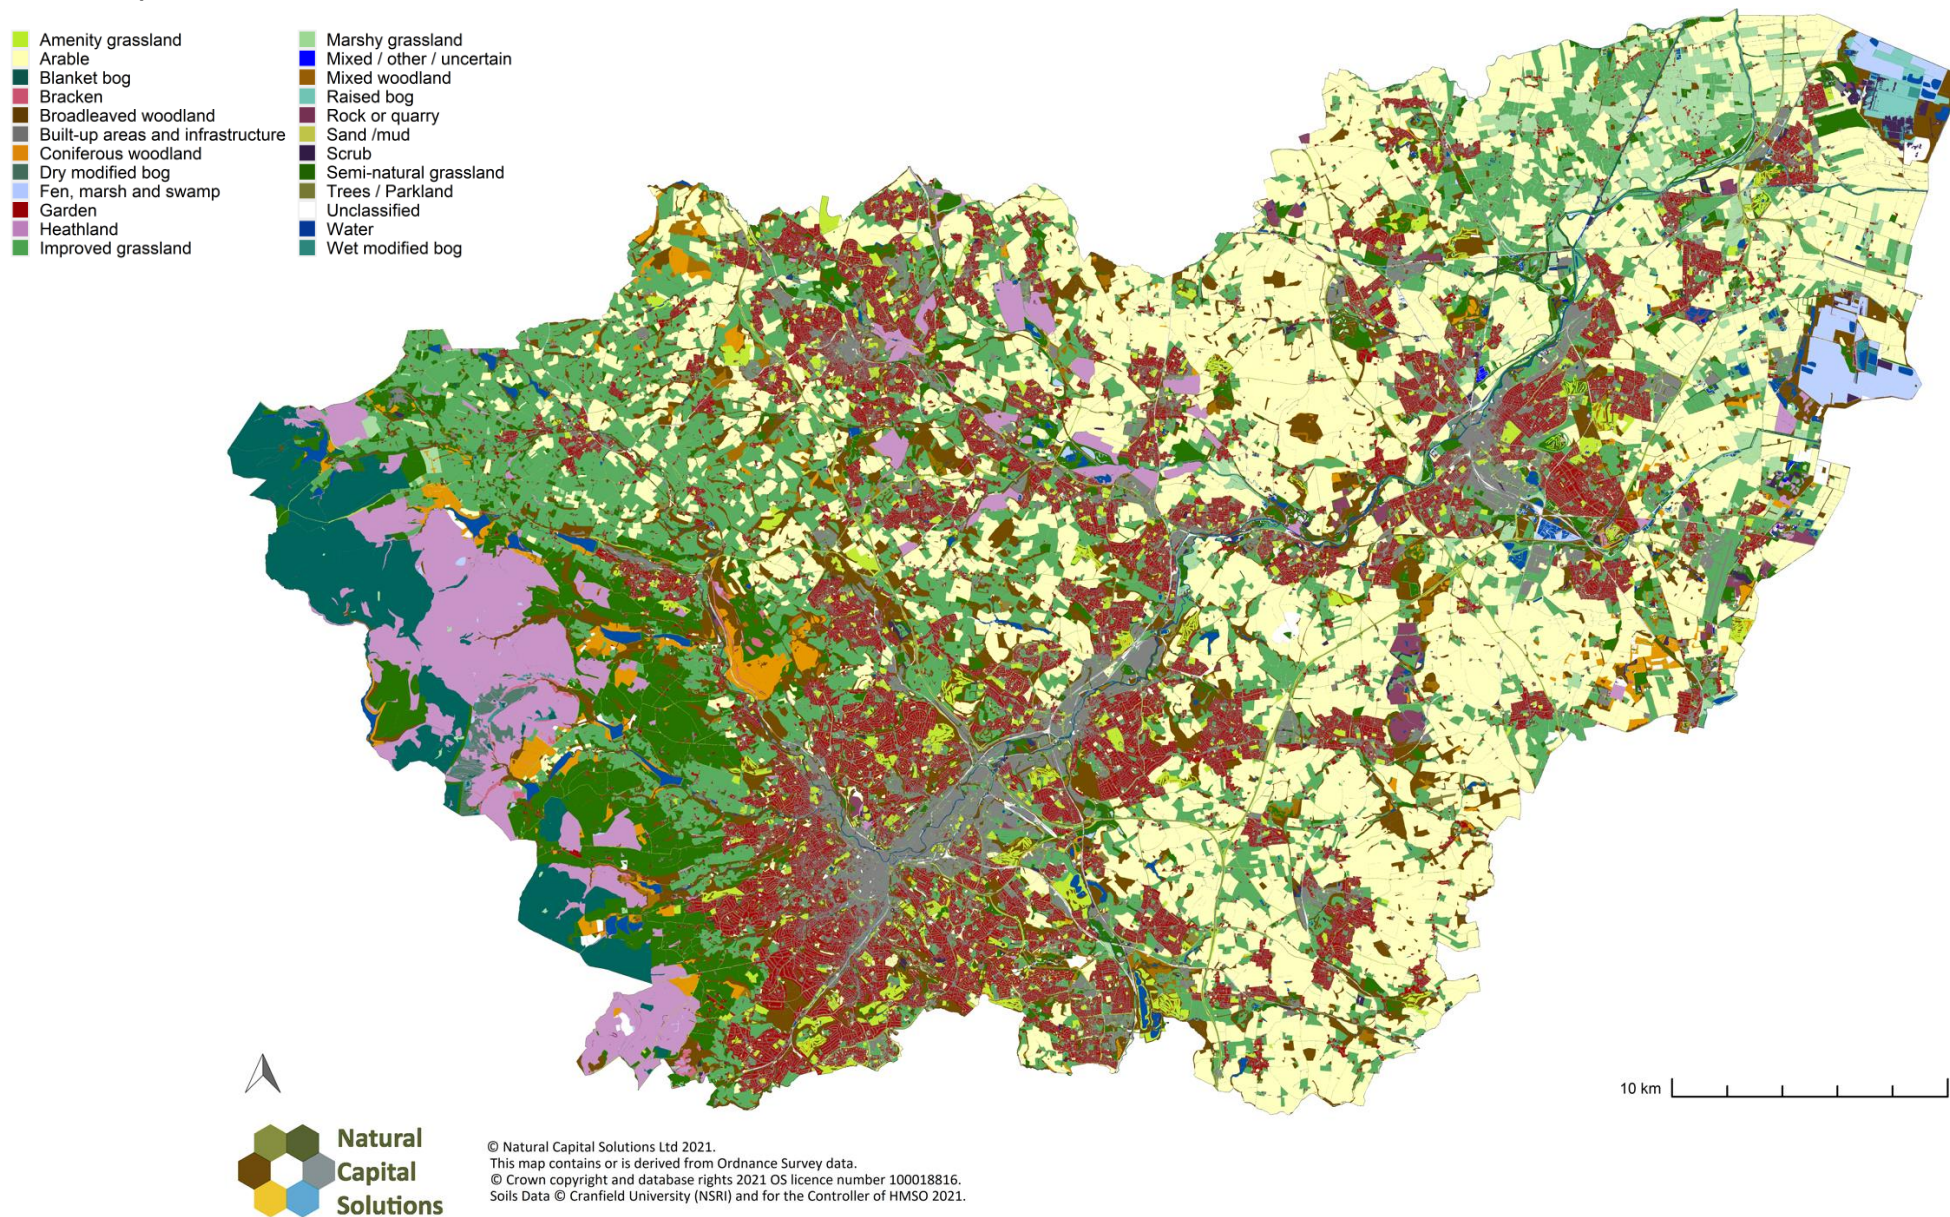 Amenity grassland
Arable
Blanket bog
Bracken
Broadleaved woodland
Built-up areas and infrastructure
Coniferous woodland
Dry modified bog
Fen, marsh and swamp
Garden
Heathland
Improved grassland
Marshy grassland
Mixed / other / uncertain
Mixed woodland
Raised bog
Rock or quarry
Sand /mud
Scrub
Semi-natural grassland
Trees / Parkland
Unclassified
Water
Wet modified bog
10 km
Natural
Capital
Solutions
© Natural Capital Solutions Ltd 2021.
This map contains or is derived from Ordnance Survey data.
© Crown copyright and database rights 2021 OS licence number 100018816.
Soils Data © Cranfield University (NSRI) and for the Controller of HMSO 2021.